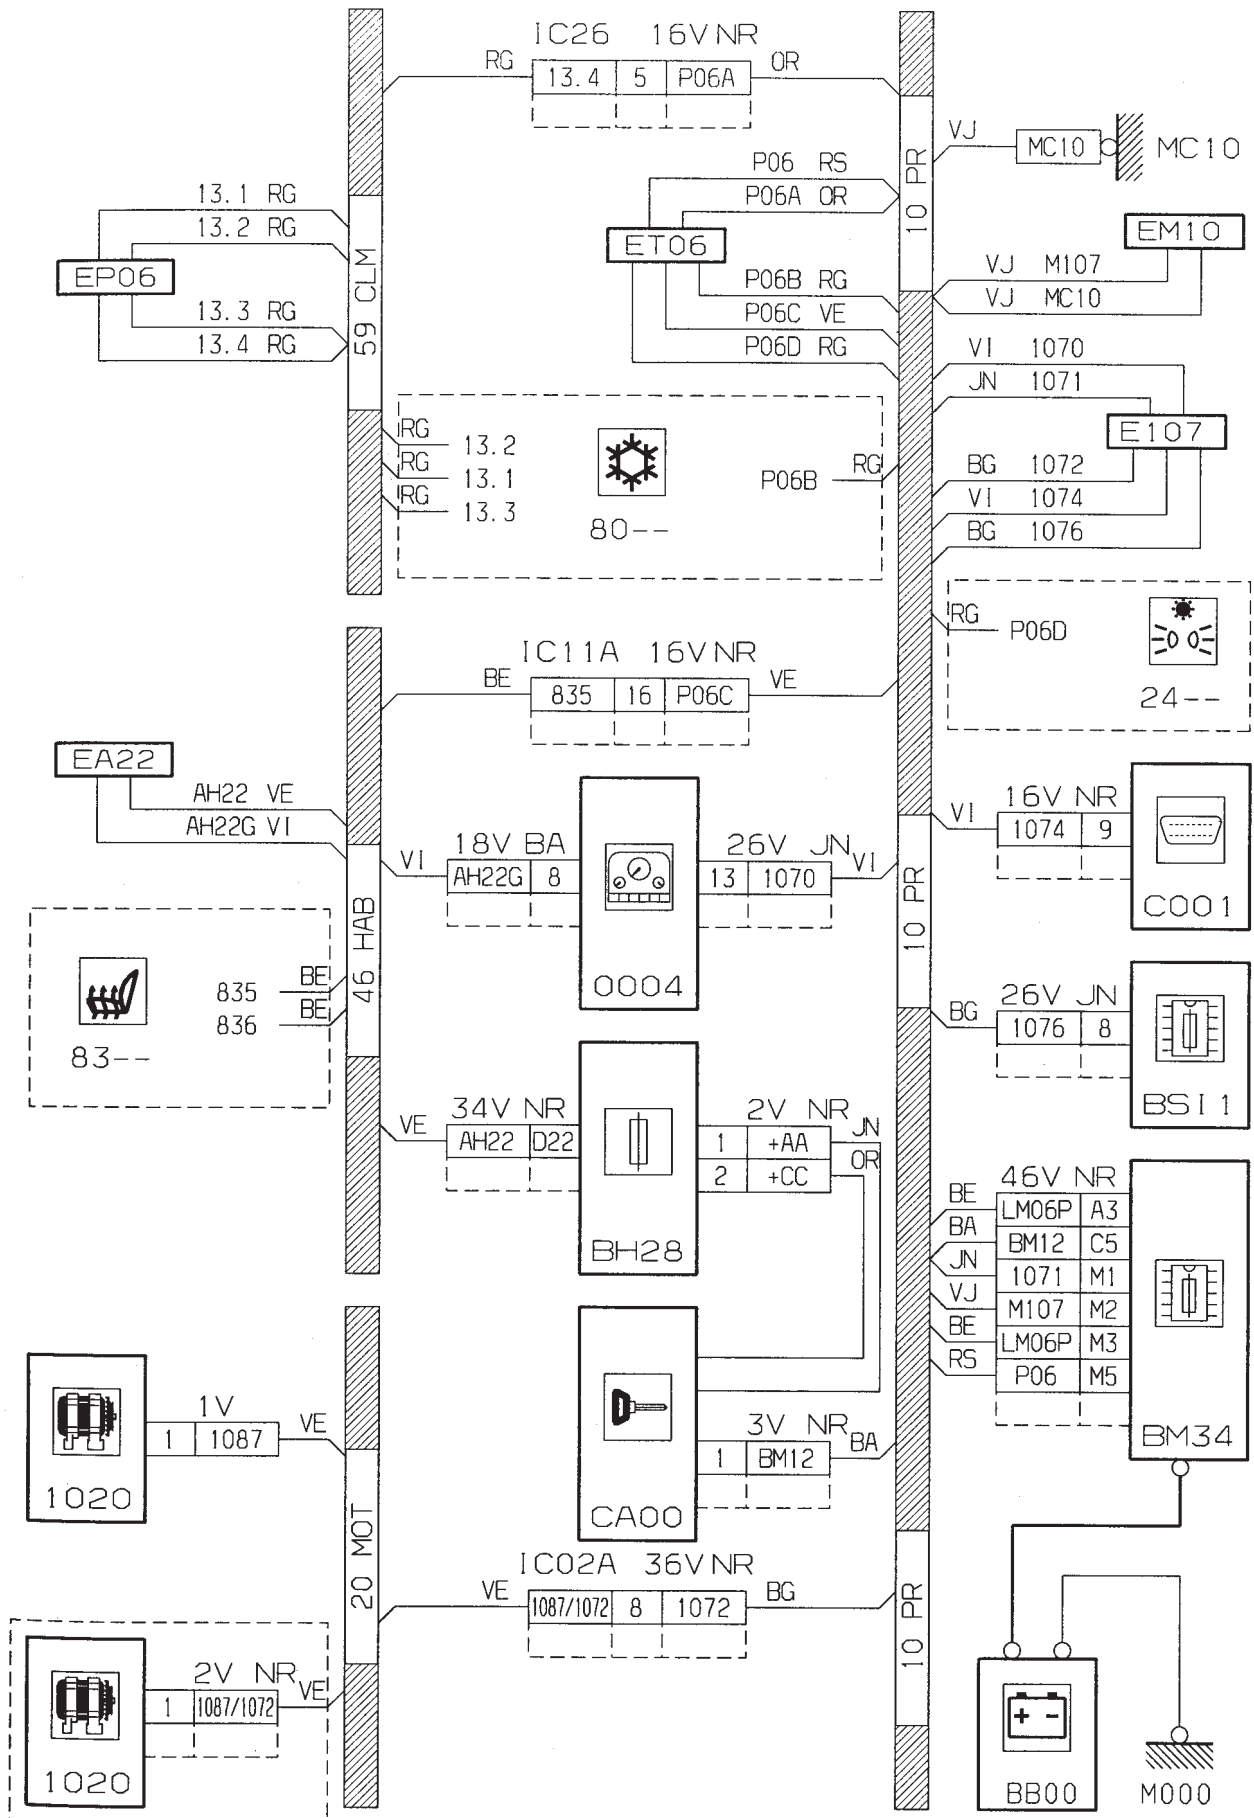 IC26 16V NR
RG 13.4 5 P06A OR
VJ MC10 MC10
P06 RS
P06A OR
10 PR
13.1 RG
13.2 RG
EP06
13.3 RG
13.4 RG
59 CLM
ET06
P06B RG
P06C VE
P06D RG
EM10
VJ M107
VJ MC10
VI 1070
JN 1071
E107
BG 1072
VI 1074
BG 1076
RG 13.2
RG 13.1
RG 13.3
80--
P06B RG
RG P06D
24--
IC11A 16V NR
BE 835 16 P06C VE
EA22
AH22 VE
AH22G VI
46 HAB
18V BA
VI AH22G 8
0004
26V JN
13 1070 VI
10 PR
16V NR
VI 1074 9
C001
835 BE
836 BE
83--
26V JN
BG 1076 8
BSI1
34V NR
VE AH22 D22
BH28
2V NR
1 +AA JN
2 +CC OR
46V NR
BE LM06P A3
BA BM12 C5
JN 1071 M1
VJ M107 M2
BE LM06P M3
RS P06 M5
BM34
1V
1 1087 VE
1020
20 MOT
CA00
3V NR
1 BM12 BA
IC02A 36V NR
VE 1087/1072 8 1072 BG
10 PR
2V NR
1 1087/1072 VE
1020
+ -
BB00
M000